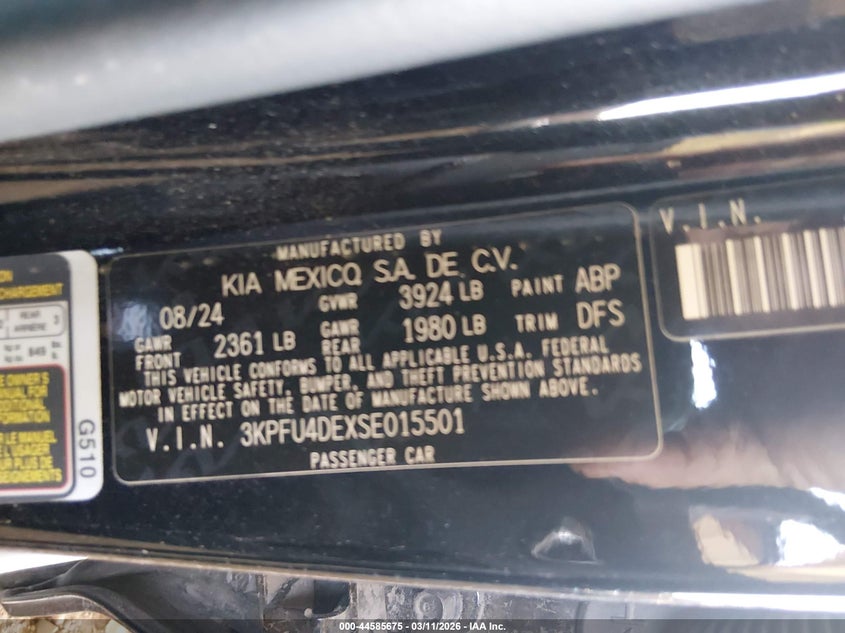 MANUFACTURED BY
KIA MEXICO, S.A. DE. C.V.
08/24 GVWR 3924 LB PAINT ABP
GAWR FRONT 2361 LB GAWR REAR 1980 LB TRIM DFS
THIS VEHICLE CONFORMS TO ALL APPLICABLE U.S.A. FEDERAL
MOTOR VEHICLE SAFETY, BUMPER, AND THEFT PREVENTION STANDARDS
IN EFFECT ON THE DATE OF MANUFACTURE SHOWN ABOVE.
V.I.N. 3KPFU4DEXSE015501
PASSENGER CAR
V.I.N.
REAR
ARRIERE
G510
000-44585675 - 03/11/2026 - IAA Inc.